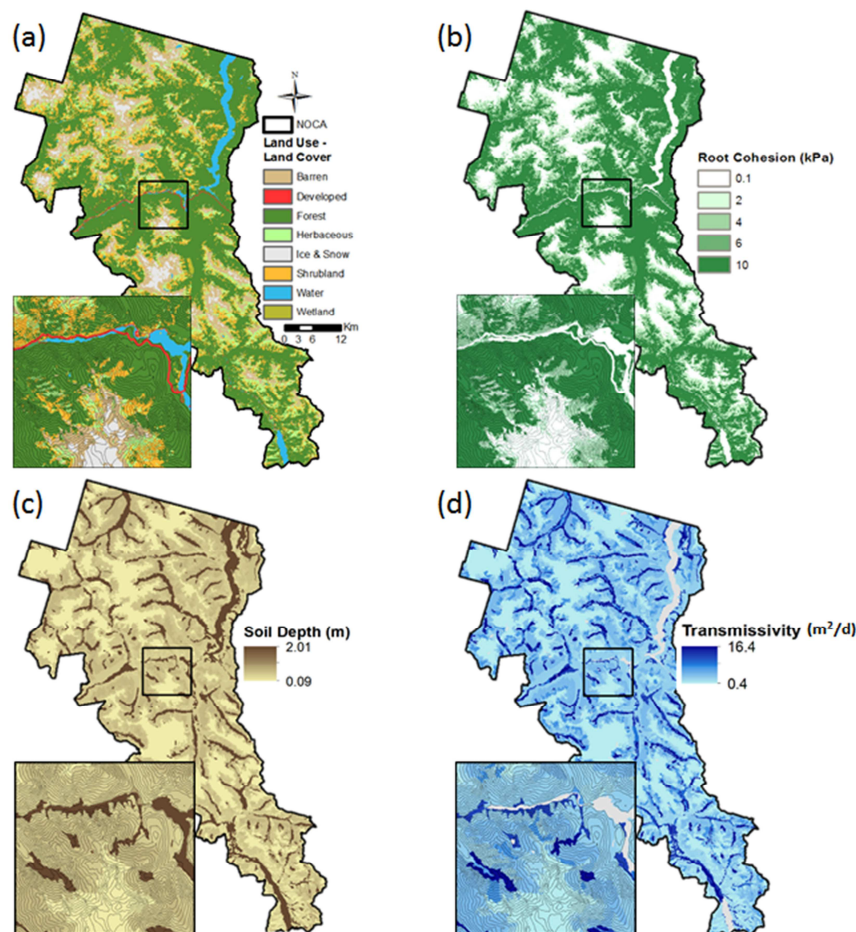 (a)
N
NOCA
Land Use -
Land Cover
Barren
Developed
Forest
Herbaceous
Ice & Snow
Shrubland
Water
Wetland
Km
0 3 6 12
(b)
Root Cohesion (kPa)
0.1
2
4
6
10
(c)
Soil Depth (m)
2.01
0.09
(d)
Transmissivity (m²/d)
16.4
0.4